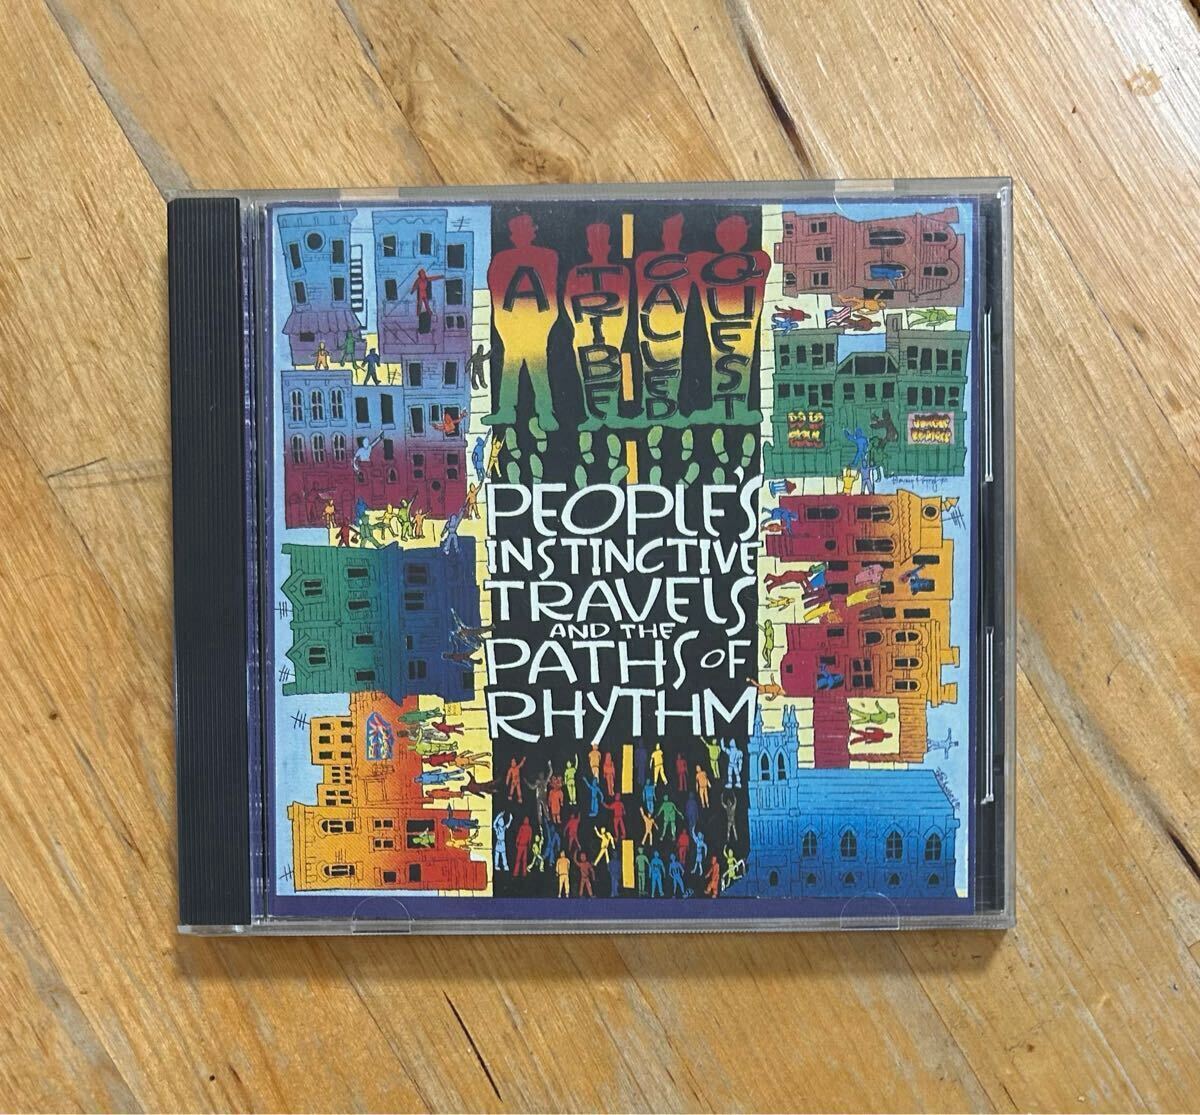 A
TRIBE
CALLED
QUEST
PEOPLE'S
INSTINCTIVE
TRAVELS
AND THE
PATHS OF
RHYTHM